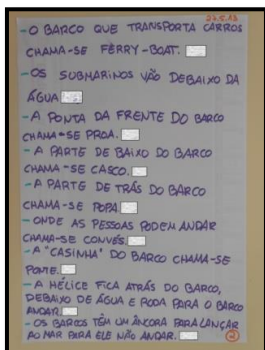 27.5.13
- O BARCO QUE TRANSPORTA CARROS
CHAMA-SE FERRY-BOAT.
- OS SUBMARINOS VÃO DEBAIXO DA
ÁGUA
- A PONTA DA FRENTE DO BARCO
CHAMA-SE PROA.
- A PARTE DE BAIXO DO BARCO
CHAMA-SE CASCO.
- A PARTE DE TRÁS DO BARCO
CHAMA-SE POPA
- ONDE AS PESSOAS PODEM ANDAR
CHAMA-SE CONVÉS.
- A "CASINHA" DO BARCO CHAMA-SE
PONTE.
- A HÉLICE FICA ATRÁS DO BARCO,
DEBAIXO DE ÁGUA E RODA PARA O BARCO
ANDAR.
- OS BARCOS TÊM UM ÂNCORA PARA LANÇAR
AO MAR PARA ELE NÃO ANDAR.
2